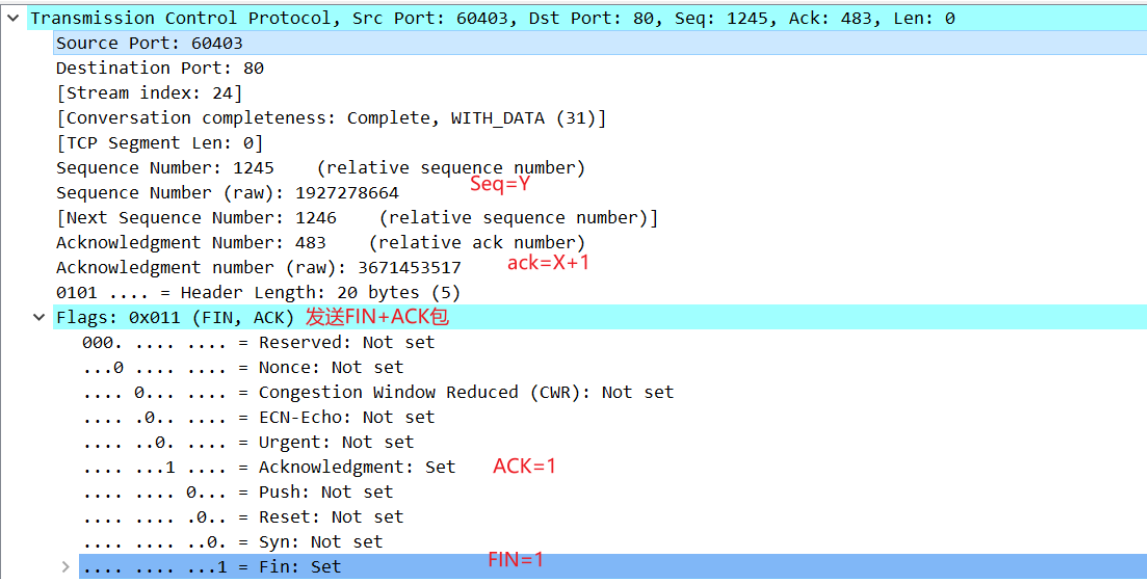 Transmission Control Protocol, Src Port: 60403, Dst Port: 80, Seq: 1245, Ack: 483, Len: 0
Source Port: 60403
Destination Port: 80
[Stream index: 24]
[Conversation completeness: Complete, WITH_DATA (31)]
[TCP Segment Len: 0]
Sequence Number: 1245    (relative sequence number)
Seq=Y
Sequence Number (raw): 1927278664
[Next Sequence Number: 1246    (relative sequence number)]
Acknowledgment Number: 483    (relative ack number)
Acknowledgment number (raw): 3671453517 ack=X+1
0101 .... = Header Length: 20 bytes (5)
Flags: 0x011 (FIN, ACK) 发送FIN+ACK包
000. .... .... = Reserved: Not set
...0 .... .... = Nonce: Not set
.... 0... .... = Congestion Window Reduced (CWR): Not set
.... .0.. .... = ECN-Echo: Not set
.... ..0. .... = Urgent: Not set
.... ...1 .... = Acknowledgment: Set ACK=1
.... .... 0... = Push: Not set
.... .... .0.. = Reset: Not set
.... .... ..0. = Syn: Not set
.... .... ...1 = Fin: Set FIN=1